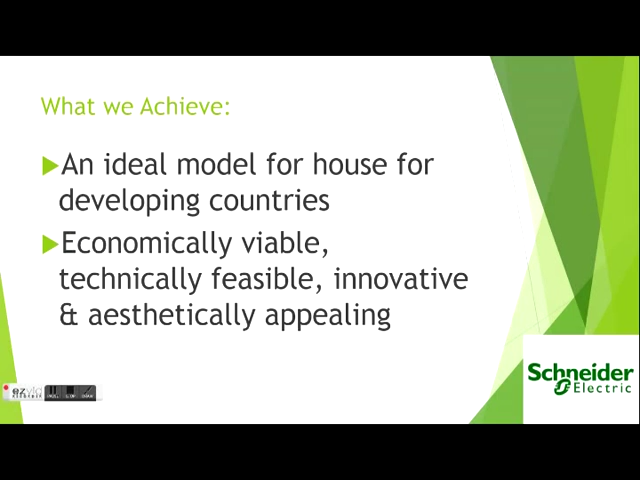 What we Achieve:
An ideal model for house for
developing countries
Economically viable,
technically feasible, innovative
& aesthetically appealing
Schneider
Electric
ezvid